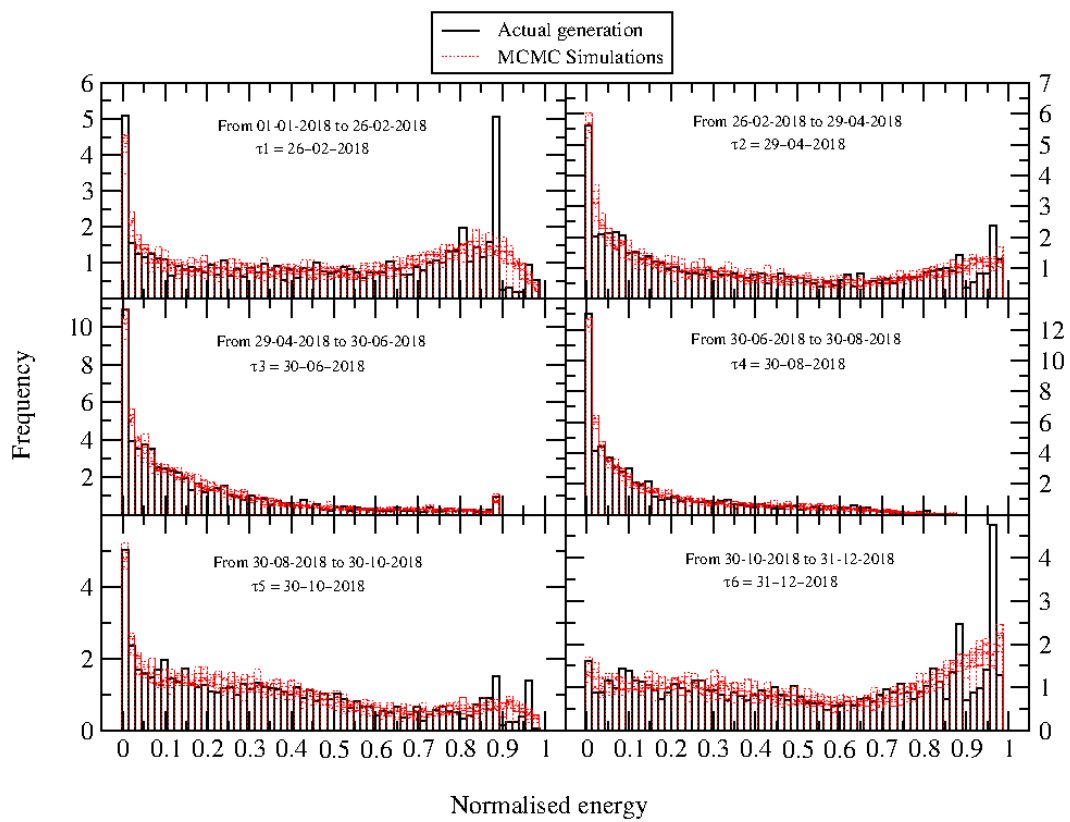 Actual generation
MCMC Simulations
6
5
4
3
2
1
From 01-01-2018 to 26-02-2018
τ1 = 26-02-2018
From 26-02-2018 to 29-04-2018
τ2 = 29-04-2018
7
6
5
4
3
2
1
Frequency
10
8
6
4
2
From 29-04-2018 to 30-06-2018
τ3 = 30-06-2018
From 30-06-2018 to 30-08-2018
τ4 = 30-08-2018
12
10
8
6
4
2
4
2
0
From 30-08-2018 to 30-10-2018
τ5 = 30-10-2018
From 30-10-2018 to 31-12-2018
τ6 = 31-12-2018
4
3
2
1
0
0 0.1 0.2 0.3 0.4 0.5 0.6 0.7 0.8 0.9 1
0 0.1 0.2 0.3 0.4 0.5 0.6 0.7 0.8 0.9 1
Normalised energy